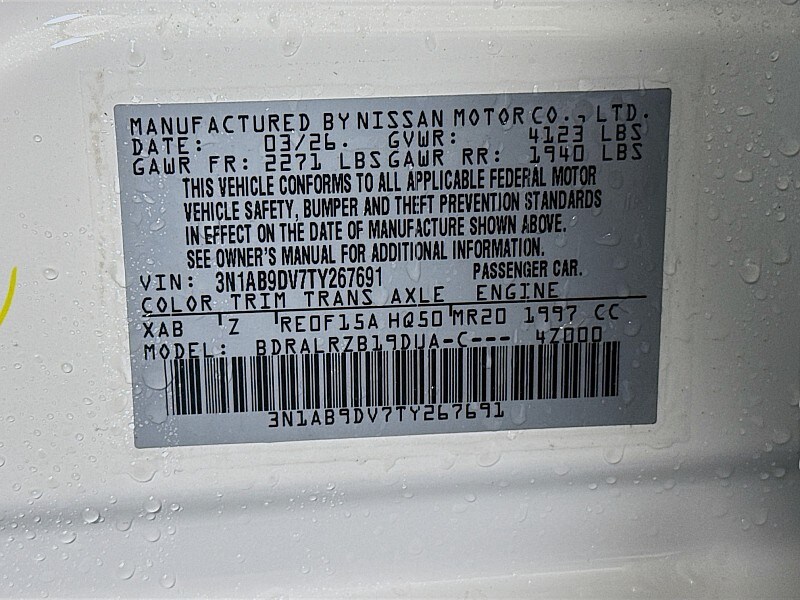 MANUFACTURED BY NISSAN MOTOR CO., LTD.
DATE: 03/26. GVWR: 4123 LBS
GAWR FR: 2271 LBS GAWR RR: 1940 LBS
THIS VEHICLE CONFORMS TO ALL APPLICABLE FEDERAL MOTOR
VEHICLE SAFETY, BUMPER AND THEFT PREVENTION STANDARDS
IN EFFECT ON THE DATE OF MANUFACTURE SHOWN ABOVE.
SEE OWNER'S MANUAL FOR ADDITIONAL INFORMATION.
VIN: 3N1AB9DV7TY267691 PASSENGER CAR.
COLOR TRIM TRANS AXLE ENGINE
XAB Z RE0F15A HQ50 MR20 1997 CC
MODEL: BDRALRZB19DUA-C--- 4Z000
3N1AB9DV7TY267691